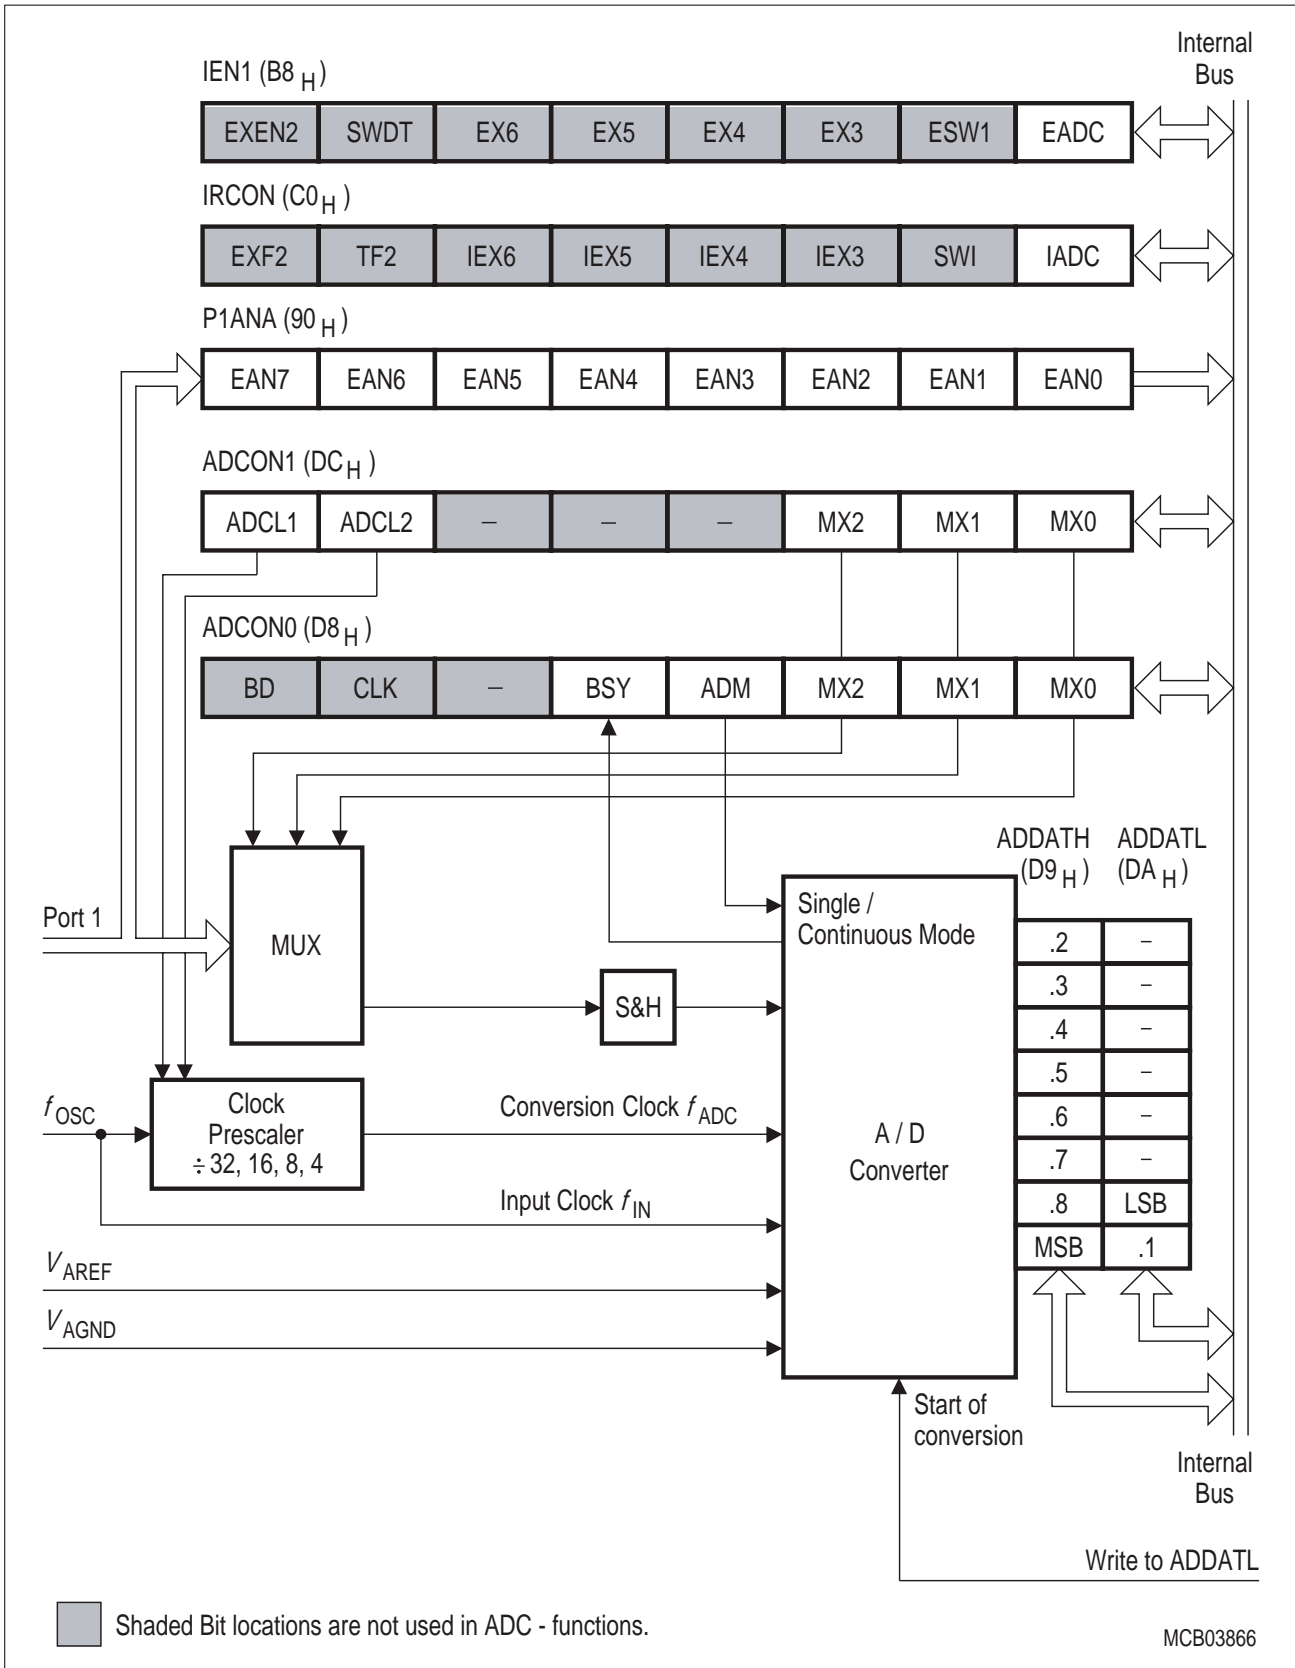 Internal
Bus
IEN1 (B8 H)
EXEN2 SWDT EX6 EX5 EX4 EX3 ESW1 EADC
IRCON (C0 H)
EXF2 TF2 IEX6 IEX5 IEX4 IEX3 SWI IADC
P1ANA (90 H)
EAN7 EAN6 EAN5 EAN4 EAN3 EAN2 EAN1 EAN0
ADCON1 (DC H)
ADCL1 ADCL2 – – – MX2 MX1 MX0
ADCON0 (D8 H)
BD CLK – BSY ADM MX2 MX1 MX0
ADDATH ADDATL
(D9 H) (DA H)
Port 1
MUX
Single /
Continuous Mode
S&H
.2 –
.3 –
.4 –
.5 –
.6 –
.7 –
.8 LSB
MSB .1
f OSC
Clock
Prescaler
÷ 32, 16, 8, 4
Conversion Clock f ADC
A / D
Converter
Input Clock f IN
V AREF
V AGND
Start of
conversion
Internal
Bus
Write to ADDATL
Shaded Bit locations are not used in ADC - functions.
MCB03866